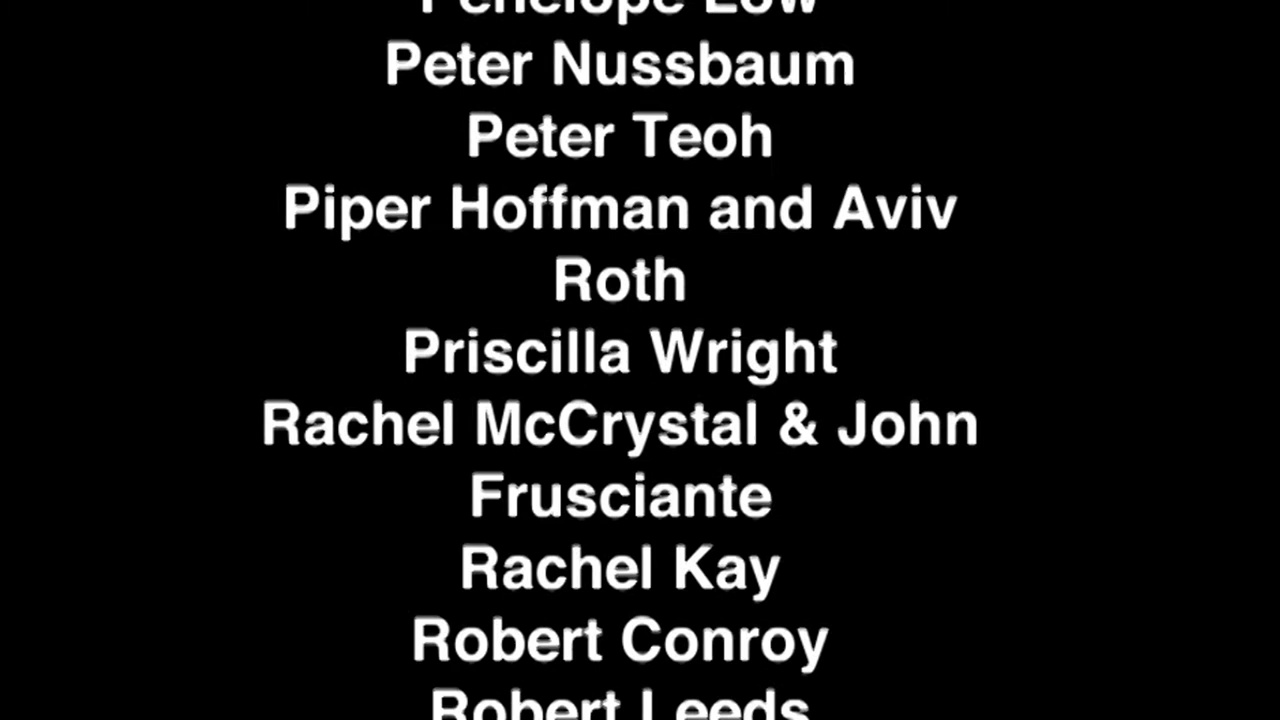 Penelope Low
Peter Nussbaum
Peter Teoh
Piper Hoffman and Aviv
Roth
Priscilla Wright
Rachel McCrystal & John
Frusciante
Rachel Kay
Robert Conroy
Robert Leeds